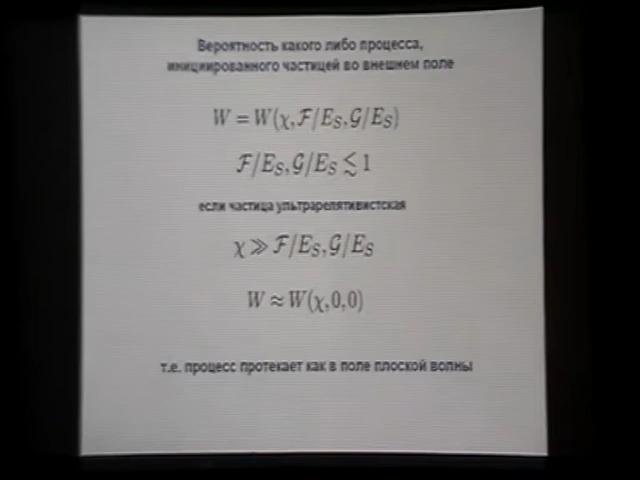 Вероятность какого либо процесса,
инициированного частицей во внешнем поле
W = W(χ, ℱ/E_S, 𝒢/E_S)
ℱ/E_S, 𝒢/E_S ≲ 1
если частица ультрарелятивистская
χ ≫ ℱ/E_S, 𝒢/E_S
W ≈ W(χ,0,0)
т.е. процесс протекает как в поле плоской волны